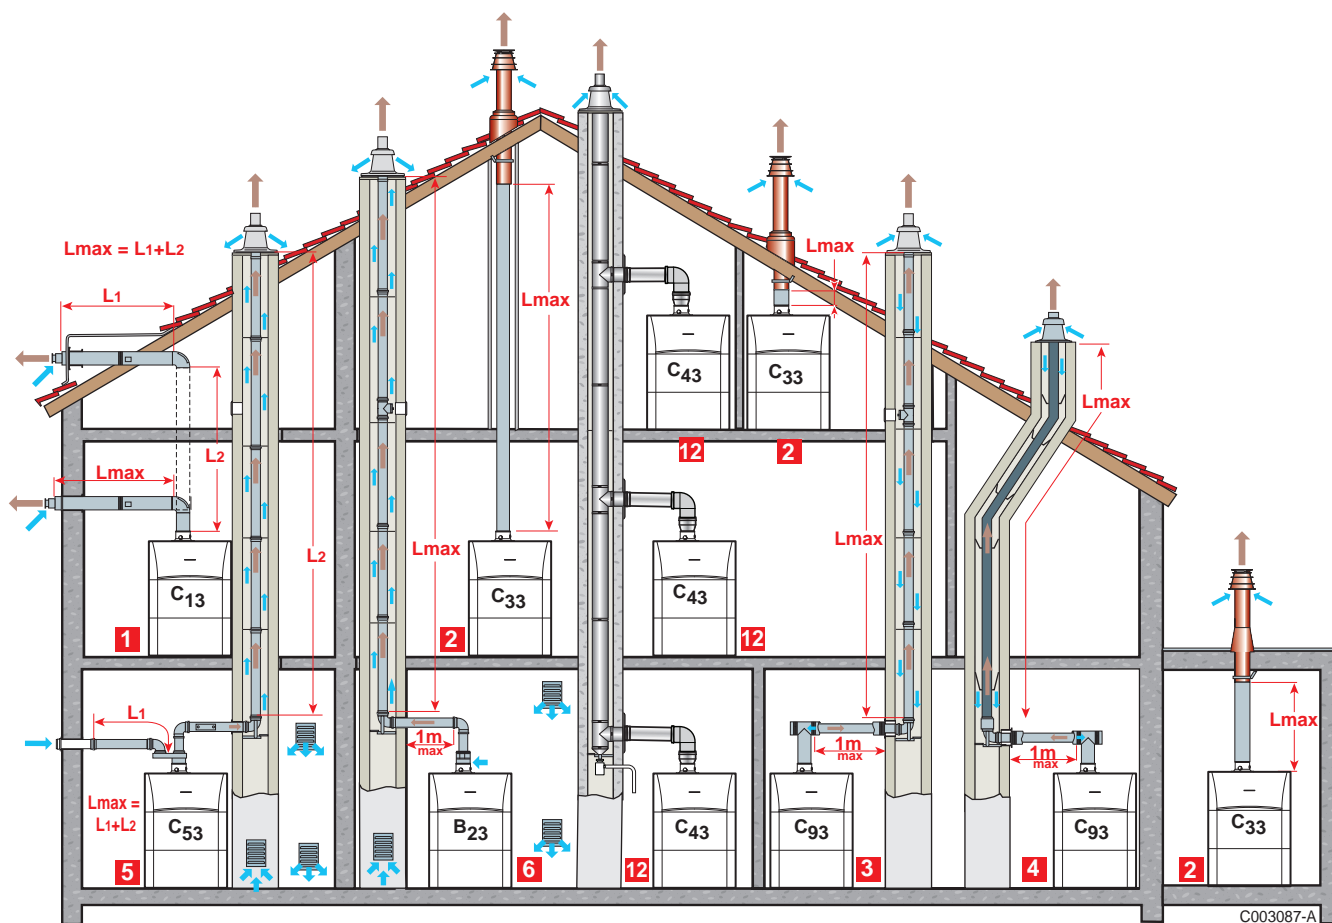 Lmax = L1+L2
L1
Lmax
Lmax
C43
C33
12
2
L2
Lmax
Lmax
L2
Lmax
Lmax
C13
C33
C43
1
2
12
L1
1m
max
1m
max
1m
max
Lmax
Lmax =
L1+L2
C53
B23
C43
C93
C93
C33
5
6
12
3
4
2
C003087-A